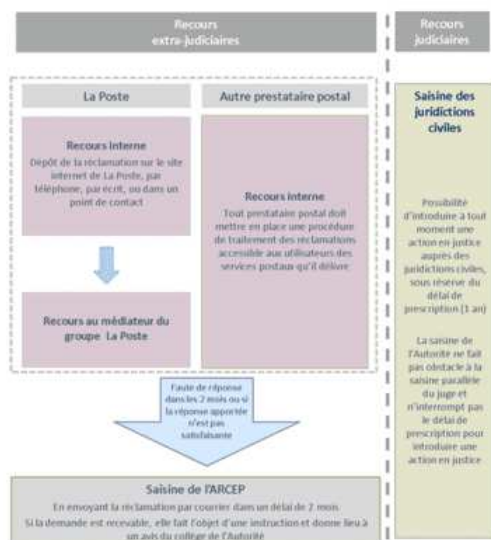 Recours
extra-judiciaires
Recours
judiciaires
La Poste
Autre prestataire postal
Recours interne
Dépôt de la réclamation sur le site
internet de La Poste, par
téléphone, par écrit, ou dans un
point de contact
Recours au médiateur du
groupe La Poste
Recours interne
Tout prestataire postal doit
mettre en place une procédure
de traitement des réclamations
accessible aux utilisateurs des
services postaux qu'il délivre
Faute de réponse
dans les 2 mois ou si
la réponse apportée
n'est pas
satisfaisante
Saisine de l'ARCEP
En envoyant la réclamation par courrier dans un délai de 2 mois
Si la demande est recevable, elle fait l'objet d'une instruction et donne lieu à
un avis du collège de l'Autorité
Saisine des
juridictions
civiles
Possibilité
d'introduire à tout
moment une
action en justice
auprès des
juridictions civiles,
sous réserve du
délai de
prescription (1 an)
La saisine de
l'Autorité ne fait
pas obstacle à la
saisine parallèle
du juge et
n'interrompt pas
le délai de
prescription pour
introduire une
action en justice